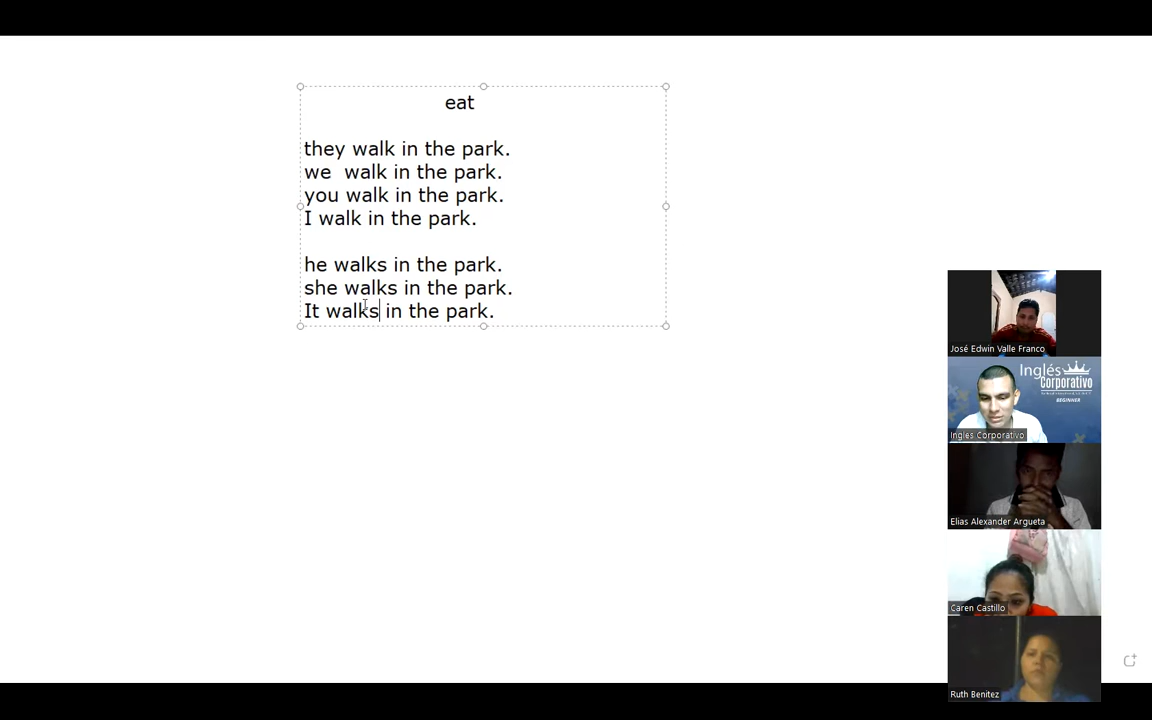 eat
they walk in the park.
we  walk in the park.
you walk in the park.
I walk in the park.
he walks in the park.
she walks in the park.
It walks in the park.
José Edwin Valle Franco
Inglés
Corporativo
BEGINNER
Ingles Corporativo
Elias Alexander Argueta
Caren Castillo
Ruth Benitez